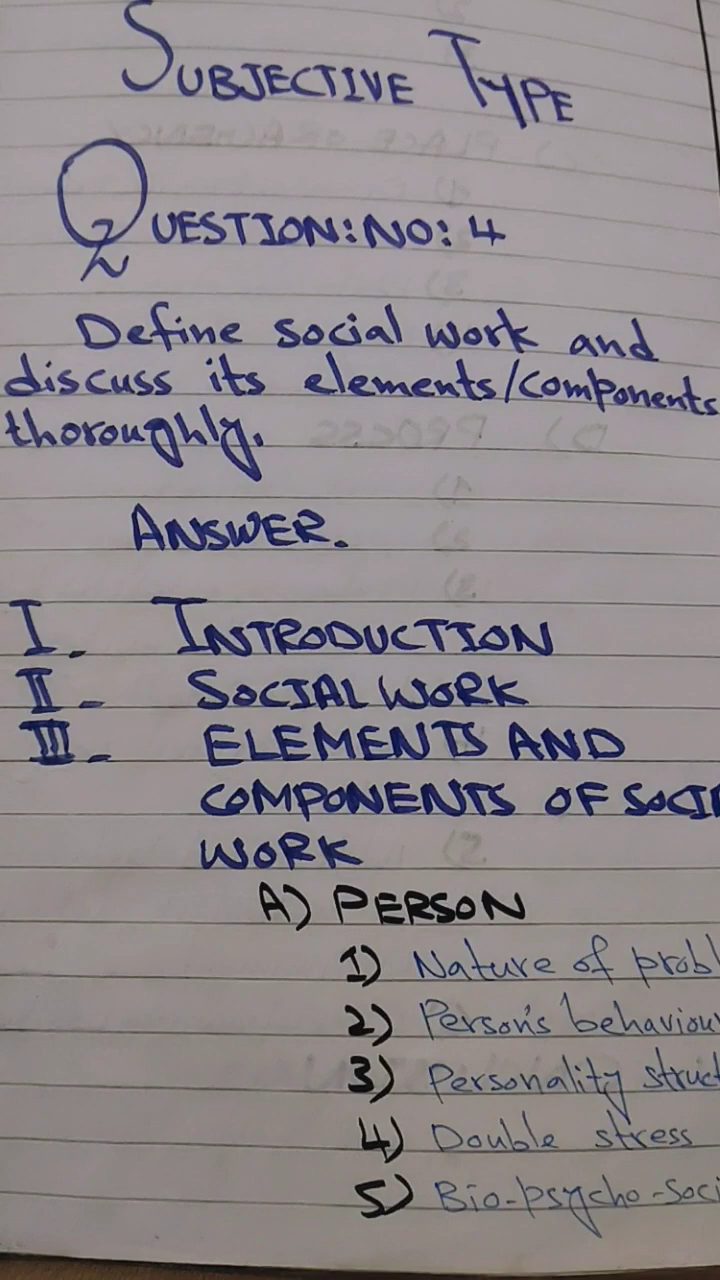 SUBJECTIVE TYPE
QUESTION:NO: 4
Define social work and
discuss its elements/components
thoroughly.
ANSWER.
I. INTRODUCTION
II- SOCIAL WORK
III- ELEMENTS AND
COMPONENTS OF SOCI
WORK
A) PERSON
1) Nature of probl
2) Person's behaviou
3) Personality struct
4) Double stress
5) Bio-psycho-soci